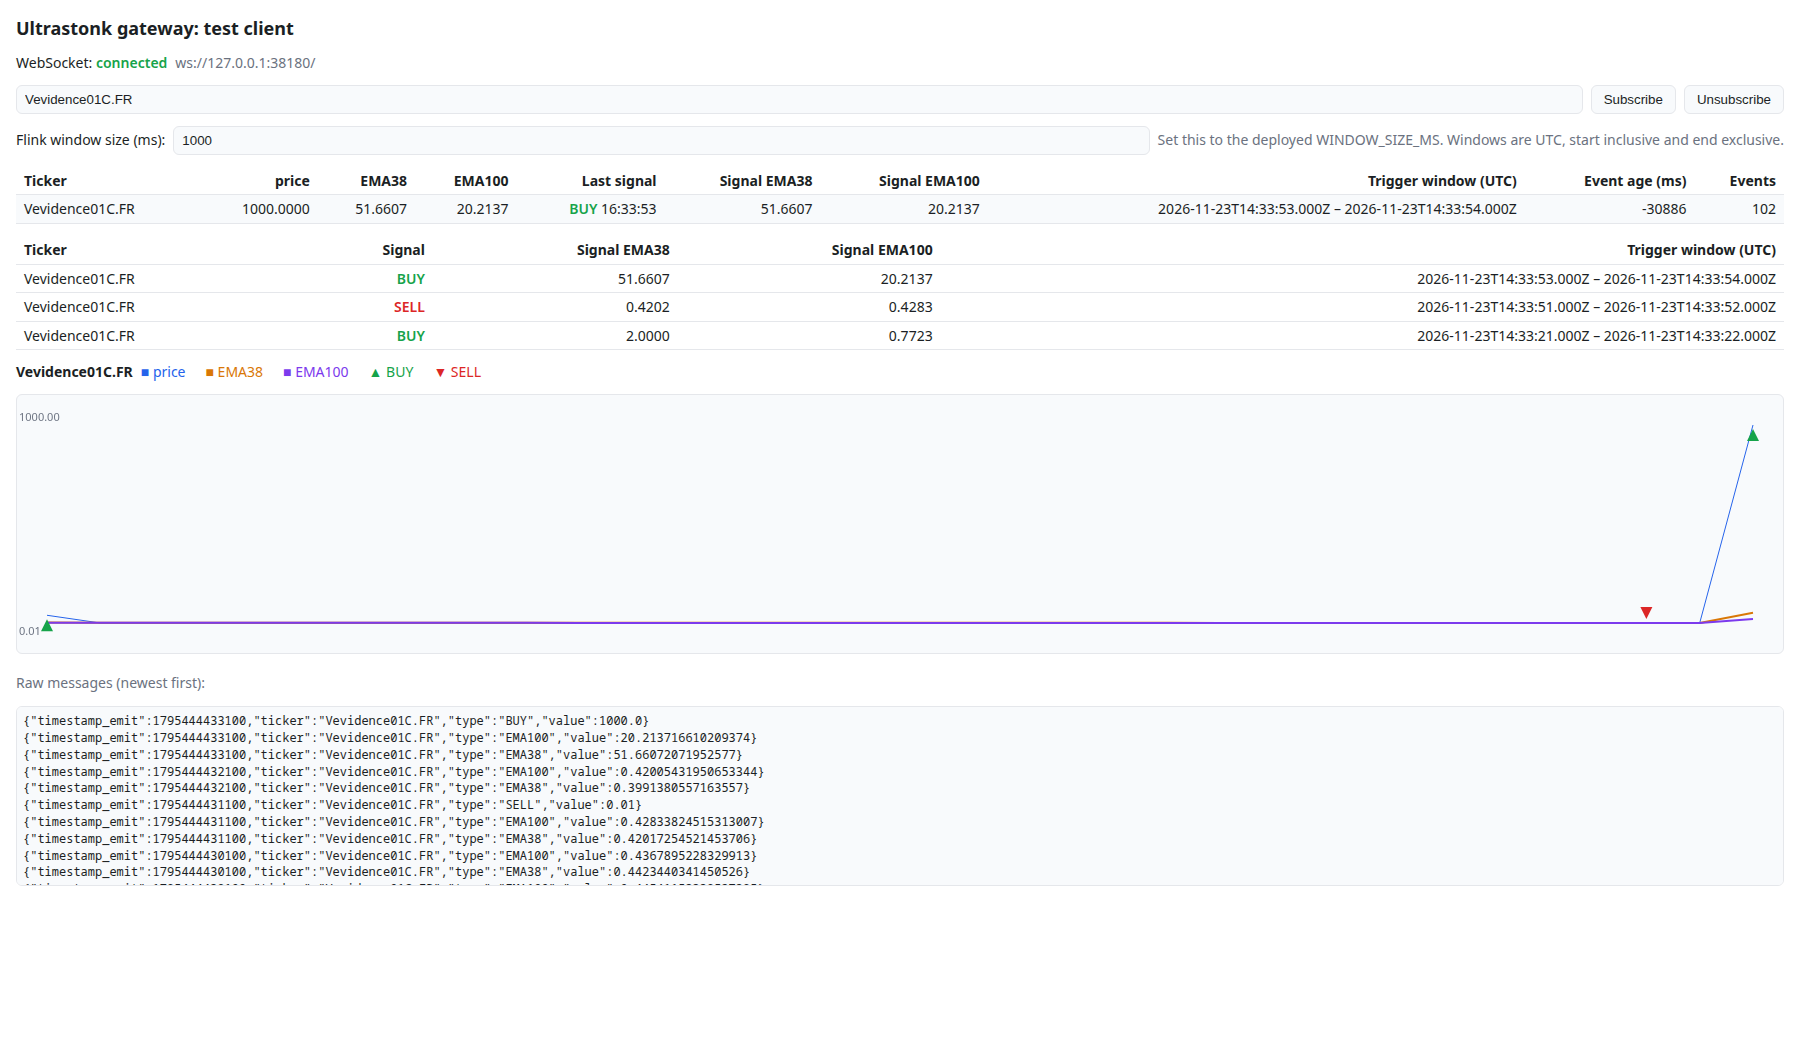 Ultrastonk gateway: test client
WebSocket: connected ws://127.0.0.1:38180/
Vevidence01C.FR Subscribe Unsubscribe
Flink window size (ms): 1000 Set this to the deployed WINDOW_SIZE_MS. Windows are UTC, start inclusive and end exclusive.
Ticker price EMA38 EMA100 Last signal Signal EMA38 Signal EMA100 Trigger window (UTC) Event age (ms) Events
Vevidence01C.FR 1000.0000 51.6607 20.2137 BUY 16:33:53 51.6607 20.2137 2026-11-23T14:33:53.000Z – 2026-11-23T14:33:54.000Z -30886 102
Ticker Signal Signal EMA38 Signal EMA100 Trigger window (UTC)
Vevidence01C.FR BUY 51.6607 20.2137 2026-11-23T14:33:53.000Z – 2026-11-23T14:33:54.000Z
Vevidence01C.FR SELL 0.4202 0.4283 2026-11-23T14:33:51.000Z – 2026-11-23T14:33:52.000Z
Vevidence01C.FR BUY 2.0000 0.7723 2026-11-23T14:33:21.000Z – 2026-11-23T14:33:22.000Z
Vevidence01C.FR ■ price ■ EMA38 ■ EMA100 ▲ BUY ▼ SELL
1000.00
0.01
Raw messages (newest first):
{"timestamp_emit":1795444433100,"ticker":"Vevidence01C.FR","type":"BUY","value":1000.0}
{"timestamp_emit":1795444433100,"ticker":"Vevidence01C.FR","type":"EMA100","value":20.213716610209374}
{"timestamp_emit":1795444433100,"ticker":"Vevidence01C.FR","type":"EMA38","value":51.66072071952577}
{"timestamp_emit":1795444432100,"ticker":"Vevidence01C.FR","type":"EMA100","value":0.42005431950653344}
{"timestamp_emit":1795444432100,"ticker":"Vevidence01C.FR","type":"EMA38","value":0.3991380557163557}
{"timestamp_emit":1795444431100,"ticker":"Vevidence01C.FR","type":"SELL","value":0.01}
{"timestamp_emit":1795444431100,"ticker":"Vevidence01C.FR","type":"EMA100","value":0.42833824515313007}
{"timestamp_emit":1795444431100,"ticker":"Vevidence01C.FR","type":"EMA38","value":0.42017254521453706}
{"timestamp_emit":1795444430100,"ticker":"Vevidence01C.FR","type":"EMA100","value":0.4367895228329913}
{"timestamp_emit":1795444430100,"ticker":"Vevidence01C.FR","type":"EMA38","value":0.4423440341450526}